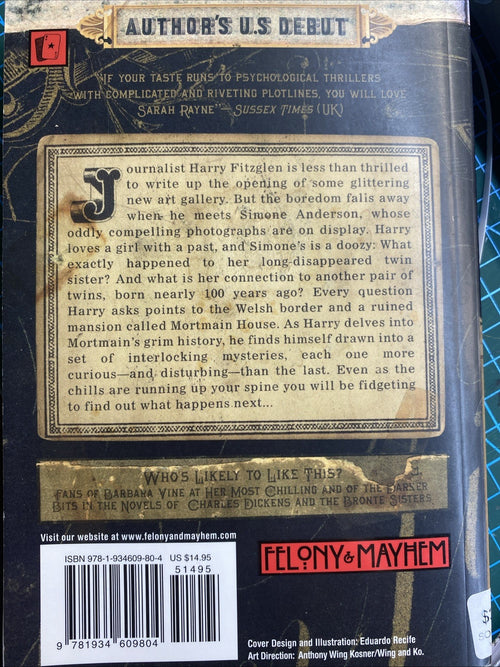 AUTHOR'S U.S DEBUT
"IF YOUR TASTE RUNS TO PSYCHOLOGICAL THRILLERS
WITH COMPLICATED AND RIVETING PLOTLINES, YOU WILL LOVE
SARAH RAYNE"—SUSSEX TIMES (UK)
Journalist Harry Fitzglen is less than thrilled
to write up the opening of some glittering
new art gallery. But the boredom falls away
when he meets Simone Anderson, whose
oddly compelling photographs are on display. Harry
loves a girl with a past, and Simone's is a doozy: What
exactly happened to her long-disappeared twin
sister? And what is her connection to another pair of
twins, born nearly 100 years ago? Every question
Harry asks points to the Welsh border and a ruined
mansion called Mortmain House. As Harry delves into
Mortmain's grim history, he finds himself drawn into a
set of interlocking mysteries, each one more
curious—and disturbing—than the last. Even as the
chills are running up your spine you will be fidgeting
to find out what happens next...
WHO'S LIKELY TO LIKE THIS?
FANS OF BARBARA VINE AT HER MOST CHILLING AND OF THE DARKER
BITS IN THE NOVELS OF CHARLES DICKENS AND THE BRONTE SISTERS
Visit our website at www.felonyandmayhem.com
ISBN 978-1-934609-80-4 US $14.95
51495
9 781934 609804
FELONY & MAYHEM
Cover Design and Illustration: Eduardo Recife
Art Direction: Anthony Wing Kosner/Wing and Ko.